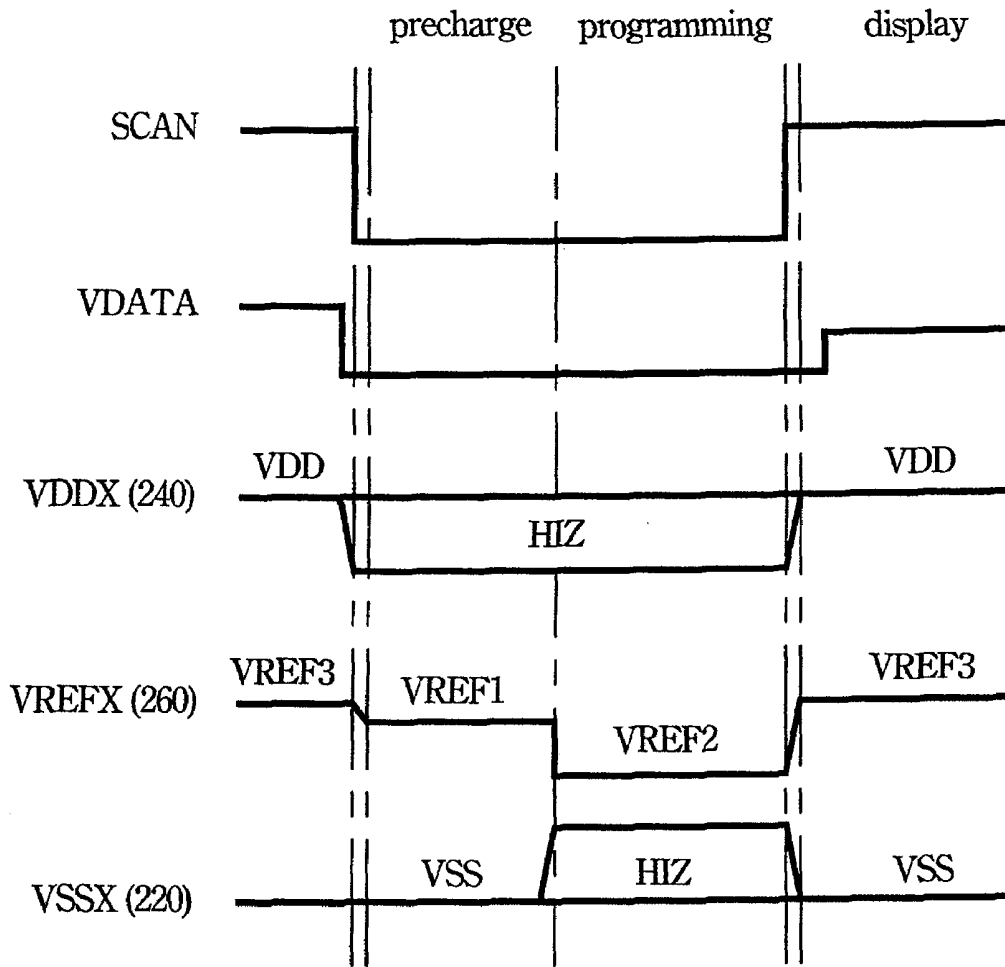 precharge programming display
SCAN
VDATA
VDD VDD
VDDX (240)
HIZ
VREF3 VREF3
VREFX (260) VREF1
VREF2
VSS HIZ VSS
VSSX (220)